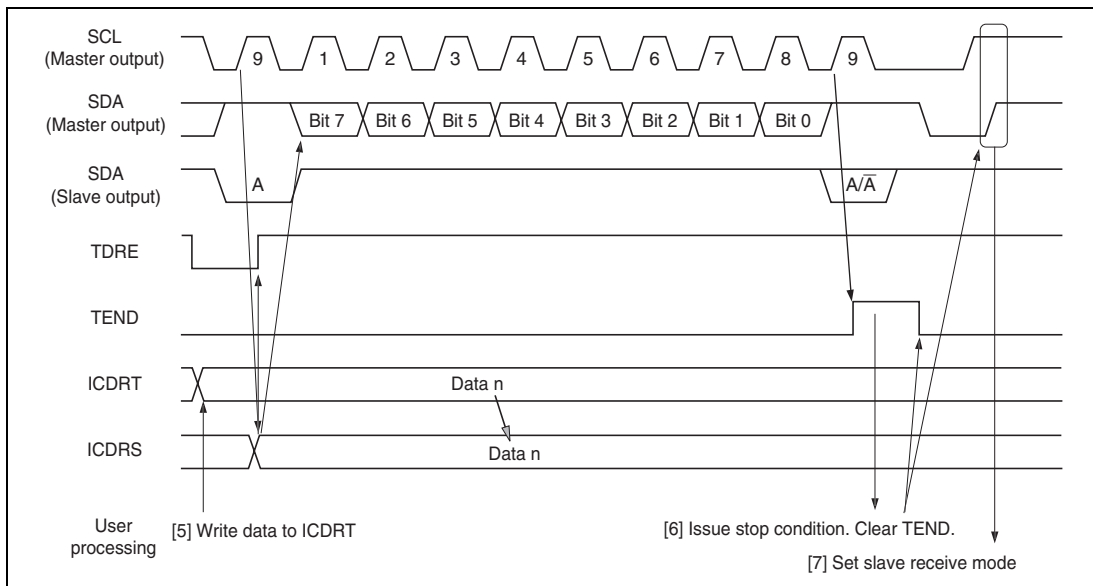 SCL
(Master output)
9 1 2 3 4 5 6 7 8 9
SDA
(Master output)
Bit 7 Bit 6 Bit 5 Bit 4 Bit 3 Bit 2 Bit 1 Bit 0
SDA
(Slave output)
A A/A̅
TDRE
TEND
ICDRT
Data n
ICDRS
Data n
User
processing
[5] Write data to ICDRT
[6] Issue stop condition. Clear TEND.
[7] Set slave receive mode